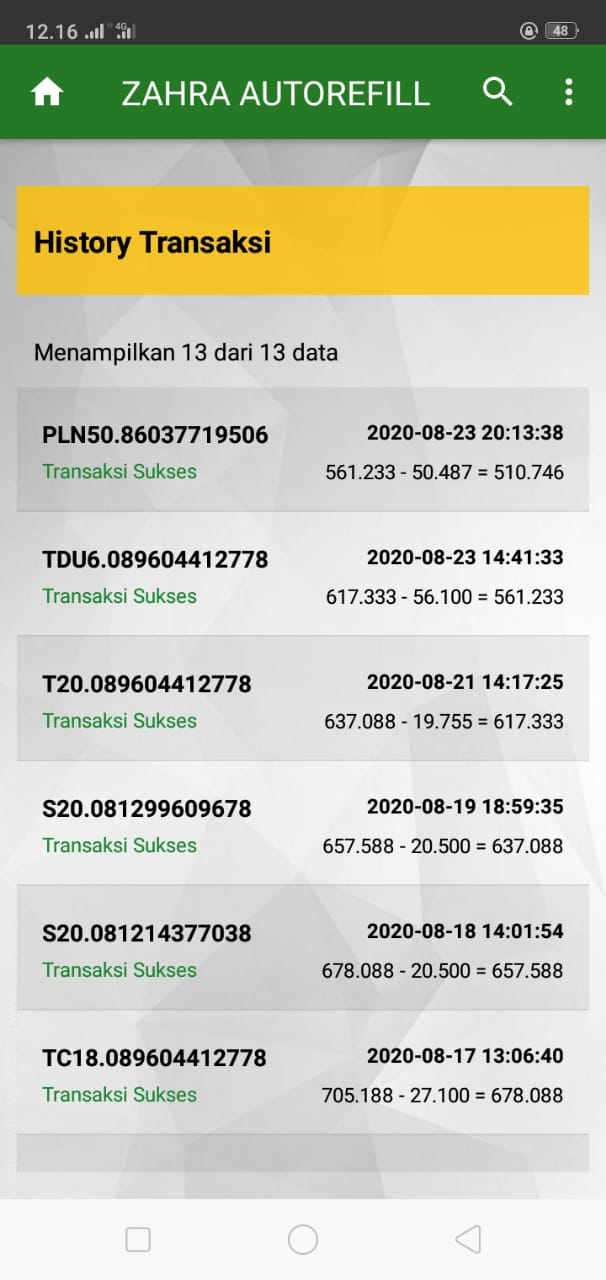 12.16 4G 48
ZAHRA AUTOREFILL
History Transaksi
Menampilkan 13 dari 13 data
PLN50.86037719506 2020-08-23 20:13:38
Transaksi Sukses 561.233 - 50.487 = 510.746
TDU6.089604412778 2020-08-23 14:41:33
Transaksi Sukses 617.333 - 56.100 = 561.233
T20.089604412778 2020-08-21 14:17:25
Transaksi Sukses 637.088 - 19.755 = 617.333
S20.081299609678 2020-08-19 18:59:35
Transaksi Sukses 657.588 - 20.500 = 637.088
S20.081214377038 2020-08-18 14:01:54
Transaksi Sukses 678.088 - 20.500 = 657.588
TC18.089604412778 2020-08-17 13:06:40
Transaksi Sukses 705.188 - 27.100 = 678.088